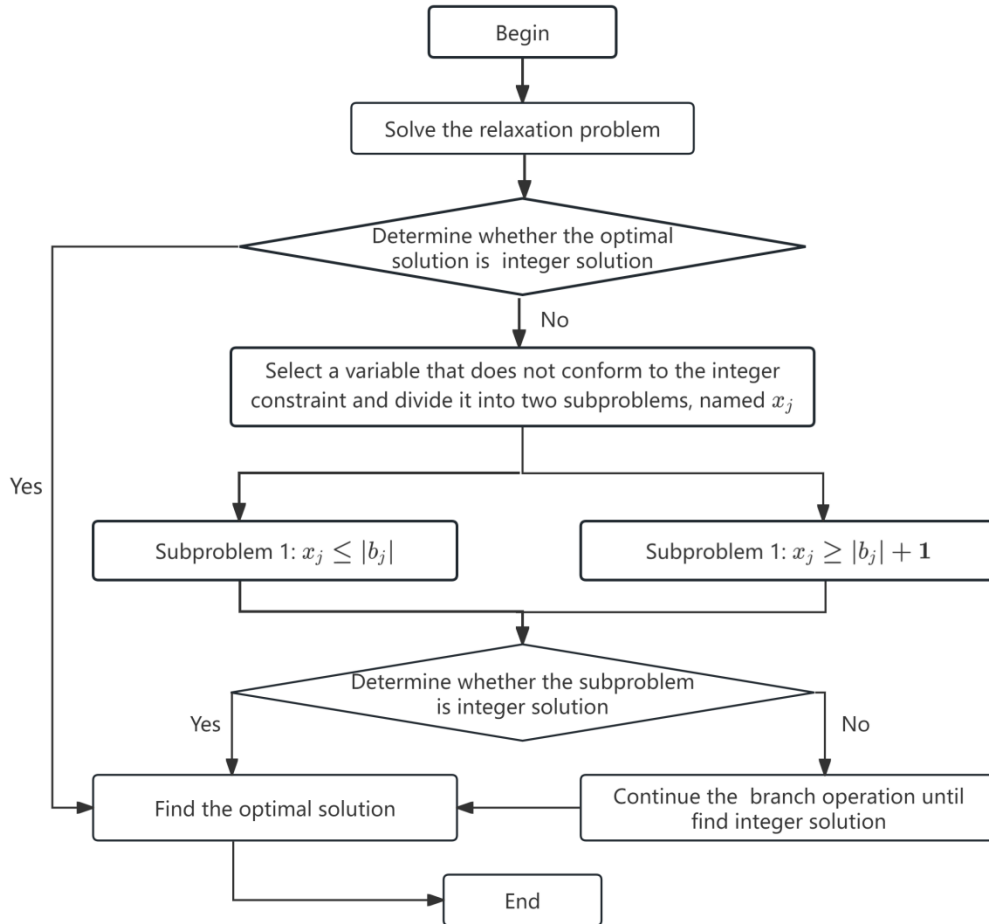 Begin
Solve the relaxation problem
Determine whether the optimal
solution is integer solution
No
Select a variable that does not conform to the integer
constraint and divide it into two subproblems, named $x_j$
Yes
Subproblem 1: $x_j \leq |b_j|$
Subproblem 1: $x_j \geq |b_j| + \mathbf{1}$
Determine whether the subproblem
is integer solution
Yes
No
Find the optimal solution
Continue the branch operation until
find integer solution
End